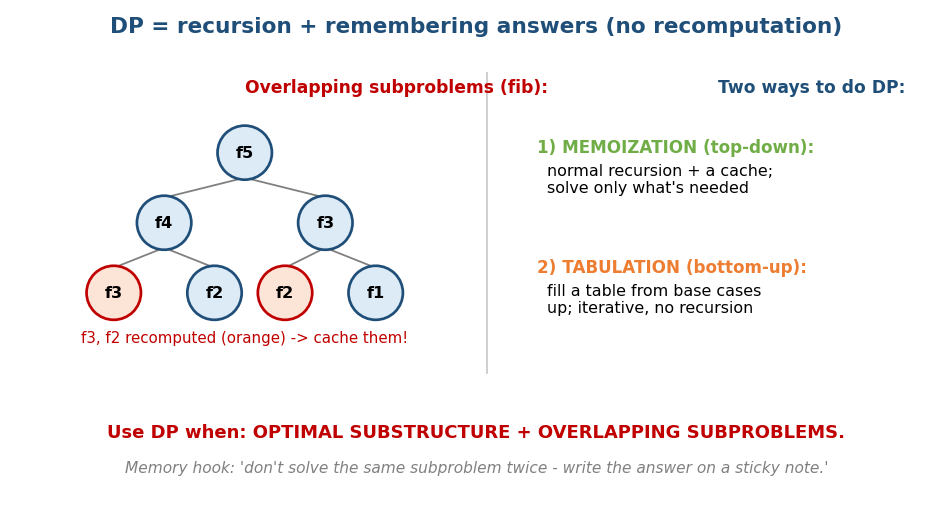 DP = recursion + remembering answers (no recomputation)
Overlapping subproblems (fib):
f5
f4
f3
f3
f2
f2
f1
f3, f2 recomputed (orange) -> cache them!
Two ways to do DP:
1) MEMOIZATION (top-down):
normal recursion + a cache;
solve only what's needed
2) TABULATION (bottom-up):
fill a table from base cases
up; iterative, no recursion
Use DP when: OPTIMAL SUBSTRUCTURE + OVERLAPPING SUBPROBLEMS.
Memory hook: 'don't solve the same subproblem twice - write the answer on a sticky note.'